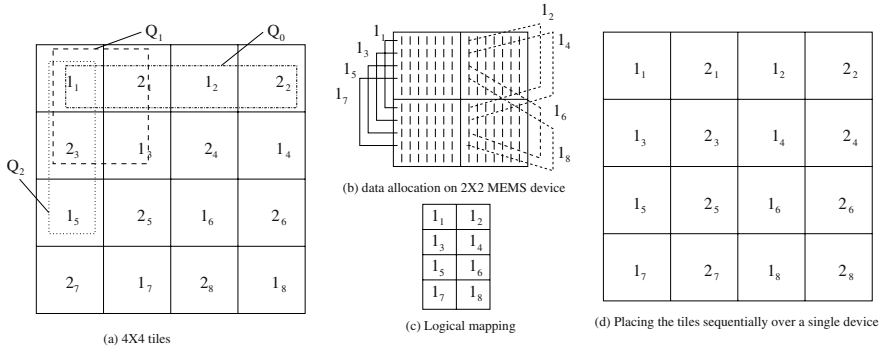 Q₁
Q₀
1₁ 2₁ 1₂ 2₂
2₃ 1₃ 2₄ 1₄
Q₂
1₅ 2₅ 1₆ 2₆
2₇ 1₇ 2₈ 1₈
(a) 4X4 tiles
1₁
1₃
1₅
1₇
1₂
1₄
1₆
1₈
(b) data allocation on 2X2 MEMS device
1₁ 1₂
1₃ 1₄
1₅ 1₆
1₇ 1₈
(c) Logical mapping
1₁ 2₁ 1₂ 2₂
1₃ 2₃ 1₄ 2₄
1₅ 2₅ 1₆ 2₆
1₇ 2₇ 1₈ 2₈
(d) Placing the tiles sequentially over a single device